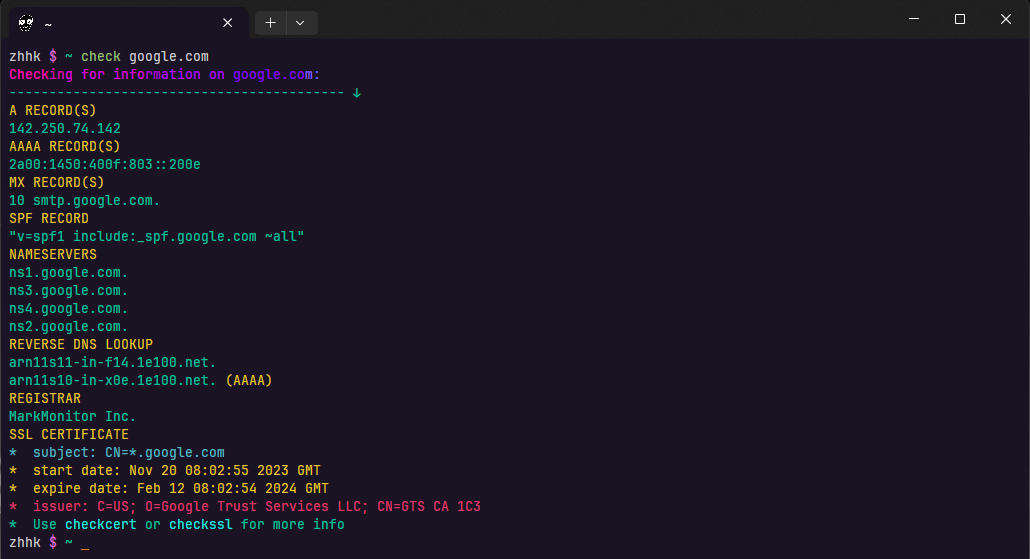 ~
zhhk $ ~ check google.com
Checking for information on google.com:
------------------------------------------ ↓
A RECORD(S)
142.250.74.142
AAAA RECORD(S)
2a00:1450:400f:803::200e
MX RECORD(S)
10 smtp.google.com.
SPF RECORD
"v=spf1 include:_spf.google.com ~all"
NAMESERVERS
ns1.google.com.
ns3.google.com.
ns4.google.com.
ns2.google.com.
REVERSE DNS LOOKUP
arn11s11-in-f14.1e100.net.
arn11s10-in-x0e.1e100.net. (AAAA)
REGISTRAR
MarkMonitor Inc.
SSL CERTIFICATE
*  subject: CN=*.google.com
*  start date: Nov 20 08:02:55 2023 GMT
*  expire date: Feb 12 08:02:54 2024 GMT
*  issuer: C=US; O=Google Trust Services LLC; CN=GTS CA 1C3
*  Use checkcert or checkssl for more info
zhhk $ ~ _